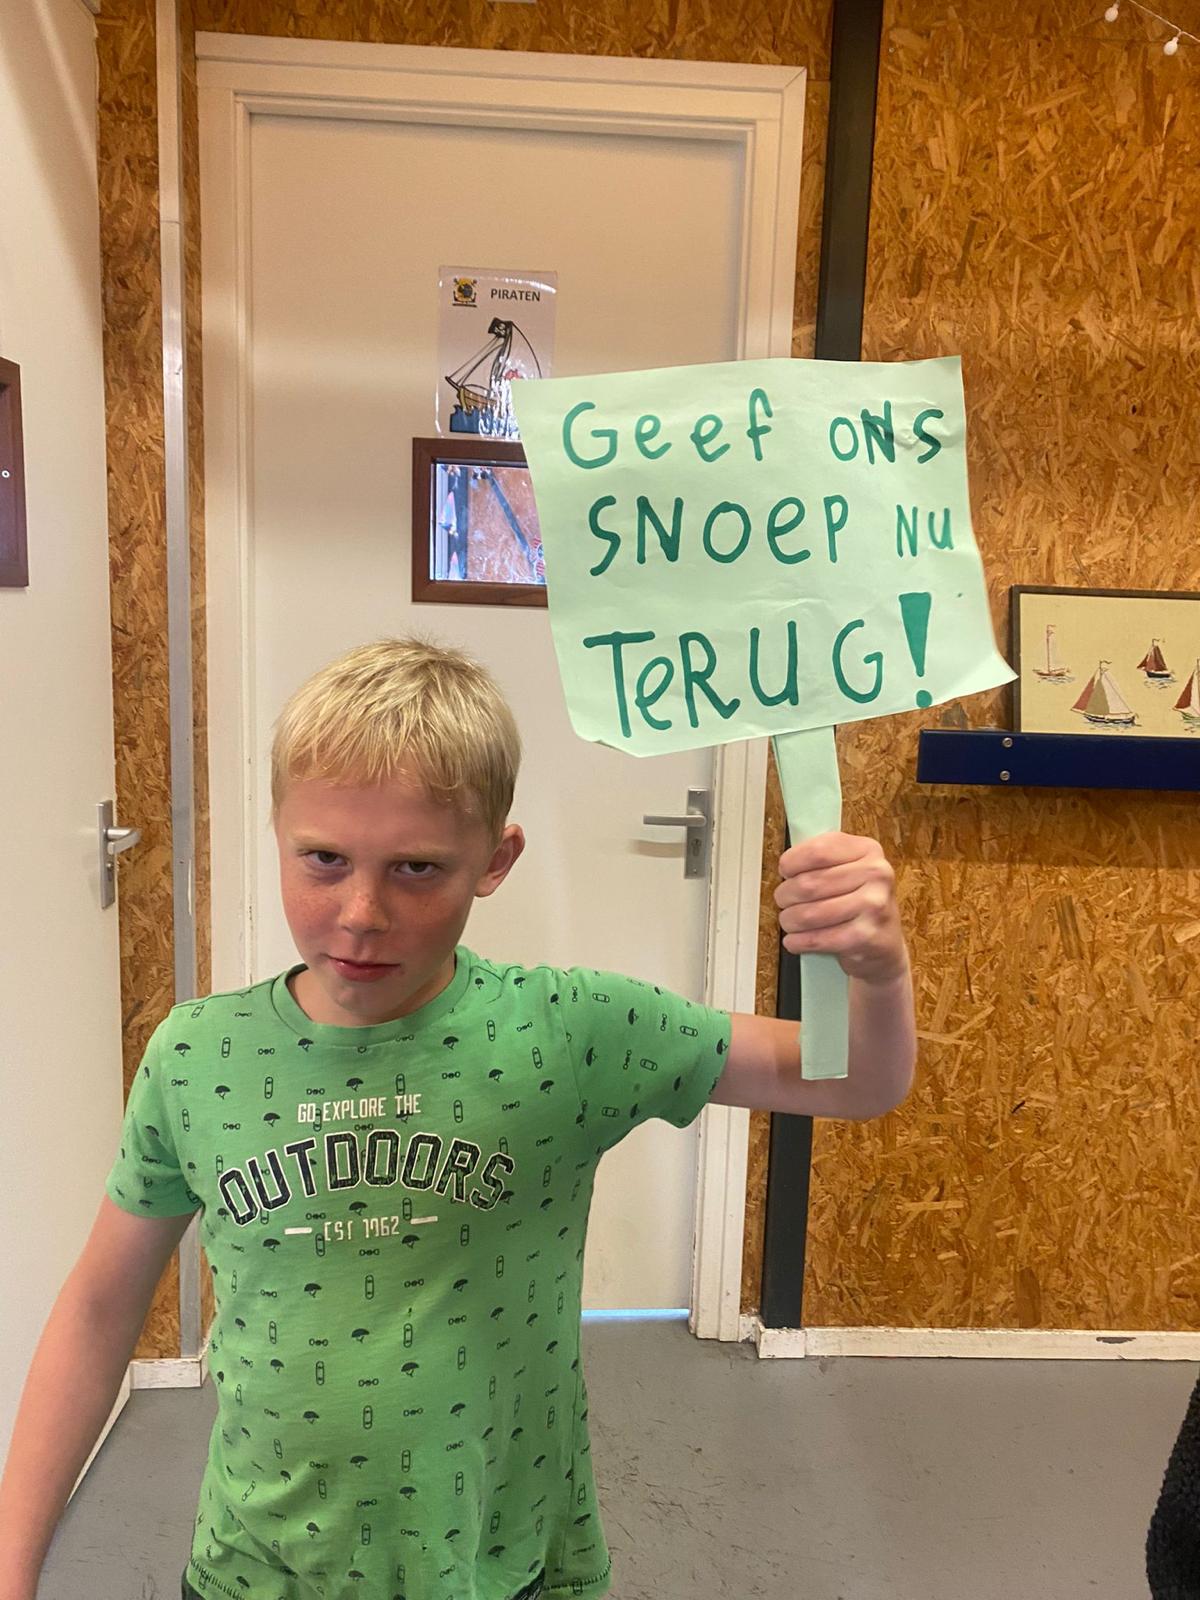 PIRATEN
Geef ONS
SNOEP NU
TeRUG!
GO EXPLORE THE
OUTDOORS
EST 1962